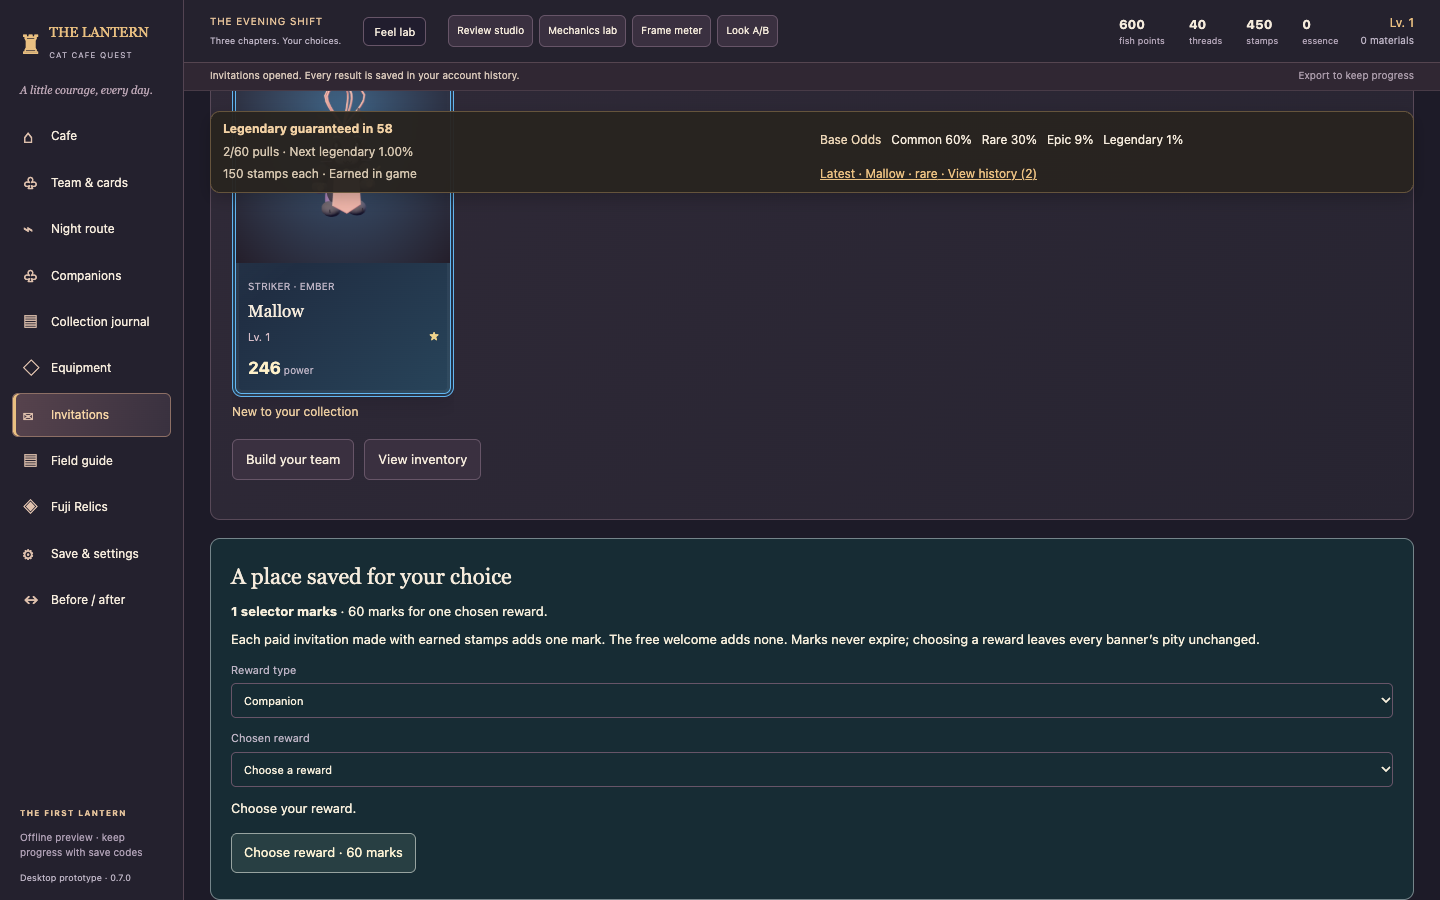 THE LANTERN
CAT CAFE QUEST
A little courage, every day.
Cafe
Team & cards
Night route
Companions
Collection journal
Equipment
Invitations
Field guide
Fuji Relics
Save & settings
Before / after
THE FIRST LANTERN
Offline preview · keep
progress with save codes
Desktop prototype · 0.7.0
THE EVENING SHIFT
Three chapters. Your choices.
Feel lab
Review studio
Mechanics lab
Frame meter
Look A/B
600
fish points
40
threads
450
stamps
0
essence
Lv. 1
0 materials
Invitations opened. Every result is saved in your account history.
Export to keep progress
Legendary guaranteed in 58
2/60 pulls · Next legendary 1.00%
150 stamps each · Earned in game
Base Odds Common 60% Rare 30% Epic 9% Legendary 1%
Latest · Mallow · rare · View history (2)
STRIKER · EMBER
Mallow
Lv. 1
246 power
New to your collection
Build your team
View inventory
A place saved for your choice
1 selector marks · 60 marks for one chosen reward.
Each paid invitation made with earned stamps adds one mark. The free welcome adds none. Marks never expire; choosing a reward leaves every banner's pity unchanged.
Reward type
Companion
Chosen reward
Choose a reward
Choose your reward.
Choose reward · 60 marks